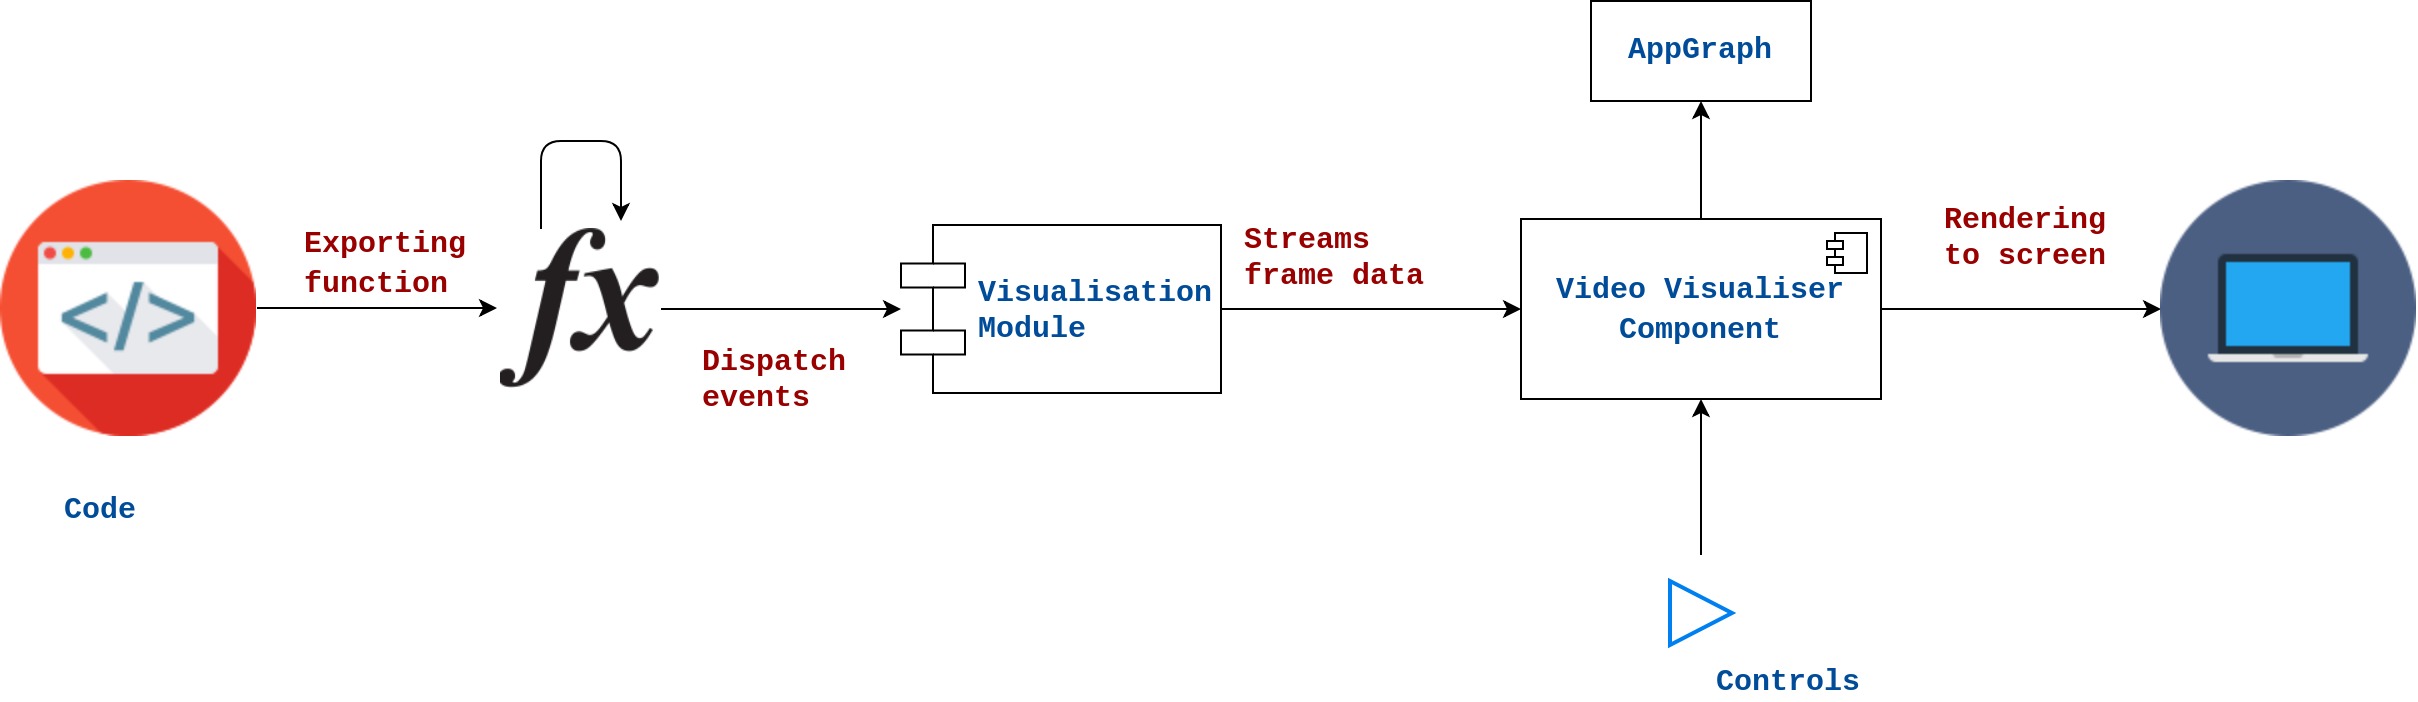 AppGraph
Exporting
function
</>
fx
Dispatch
events
Visualisation
Module
Streams
frame data
Video Visualiser
Component
Rendering
to screen
Code
Controls